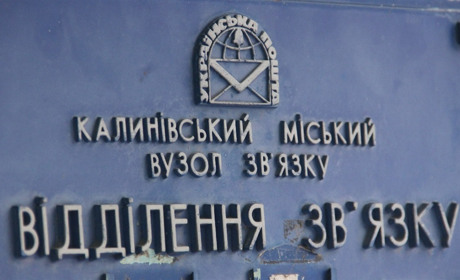 УКРАЇНСЬКА ПОШТА
КАЛИНІВСЬКИЙ МІСЬКИЙ
ВУЗОЛ ЗВ'ЯЗКУ
ВІДДІЛЕННЯ ЗВ'ЯЗКУ